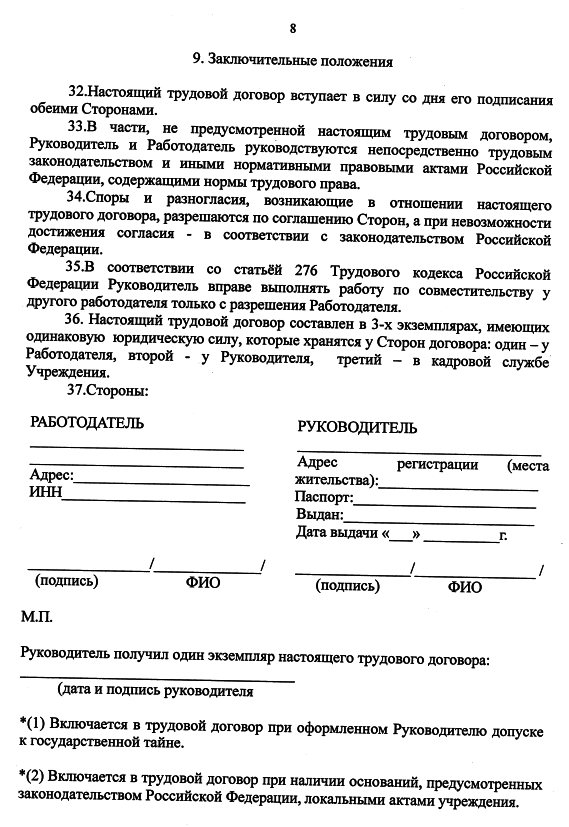 8
9. Заключительные положения
32.Настоящий трудовой договор вступает в силу со дня его подписания
обеими Сторонами.
33.В части, не предусмотренной настоящим трудовым договором,
Руководитель и Работодатель руководствуются непосредственно трудовым
законодательством и иными нормативными правовыми актами Российской
Федерации, содержащими нормы трудового права.
34.Споры и разногласия, возникающие в отношении настоящего
трудового договора, разрешаются по соглашению Сторон, а при невозможности
достижения согласия - в соответствии с законодательством Российской
Федерации.
35.В соответствии со статьёй 276 Трудового кодекса Российской
Федерации Руководитель вправе выполнять работу по совместительству у
другого работодателя только с разрешения Работодателя.
36. Настоящий трудовой договор составлен в 3-х экземплярах, имеющих
одинаковую юридическую силу, которые хранятся у Сторон договора: один – у
Работодателя, второй - у Руководителя, третий – в кадровой службе
Учреждения.
37.Стороны:
РАБОТОДАТЕЛЬ
Адрес:
ИНН
/ /
(подпись) ФИО
РУКОВОДИТЕЛЬ
Адрес регистрации (места
жительства):
Паспорт:
Выдан:
Дата выдачи «___» __________г.
/ /
(подпись) ФИО
М.П.
Руководитель получил один экземпляр настоящего трудового договора:
(дата и подпись руководителя
*(1) Включается в трудовой договор при оформленном Руководителю допуске
к государственной тайне.
*(2) Включается в трудовой договор при наличии оснований, предусмотренных
законодательством Российской Федерации, локальными актами учреждения.